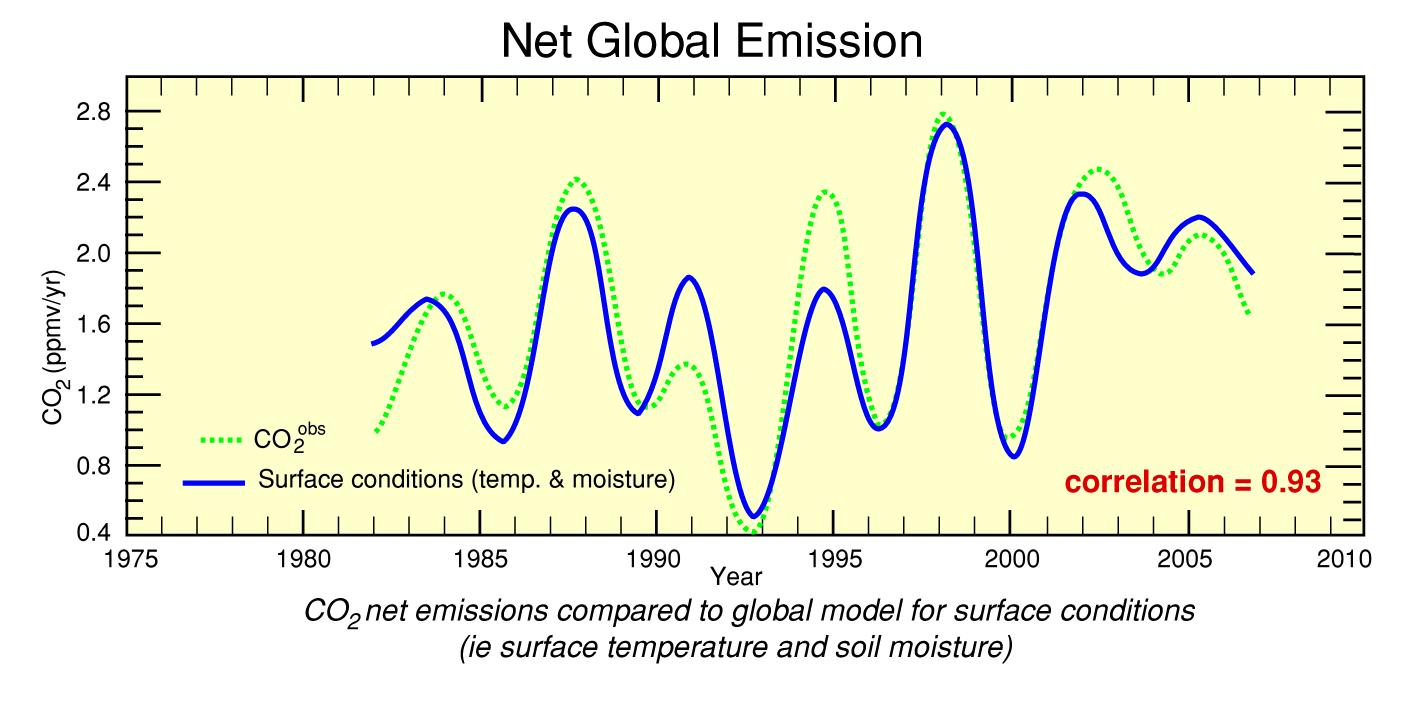 Net Global Emission
2.8
2.4
2.0
1.6
1.2
0.8
0.4
CO2 (ppmv/yr)
CO2obs
Surface conditions (temp. & moisture)
correlation = 0.93
1975 1980 1985 1990 1995 2000 2005 2010
Year
CO2 net emissions compared to global model for surface conditions
(ie surface temperature and soil moisture)